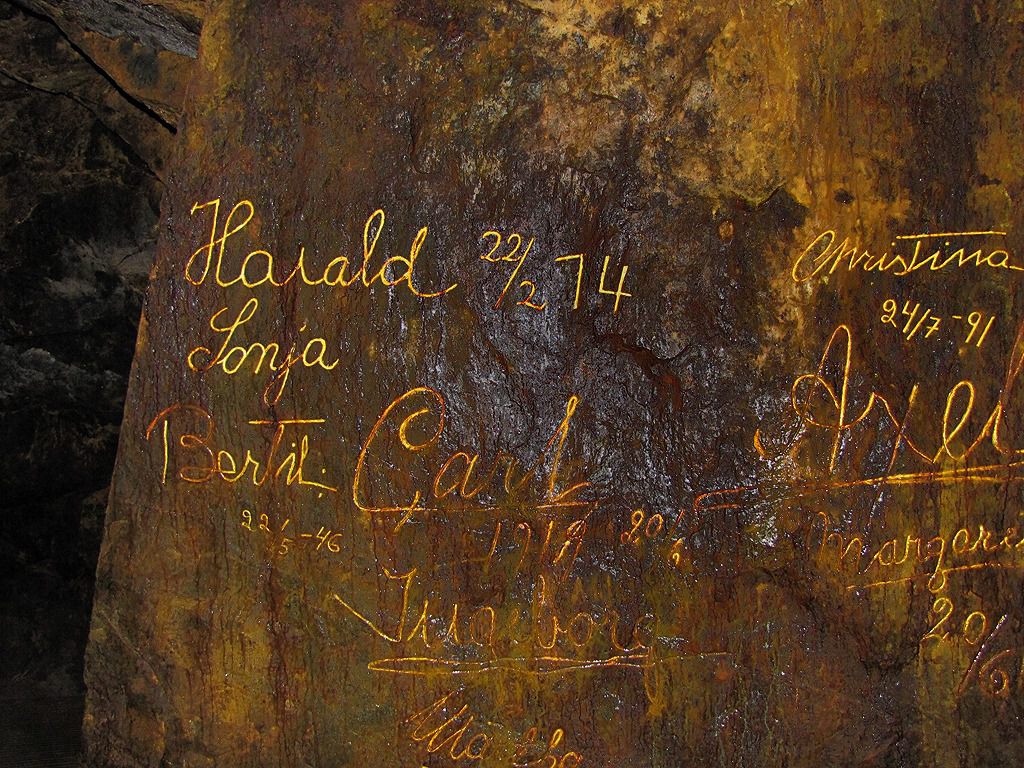 Harald 22/2 74
Sonja
Bertil.
22/5-46
Carl
1919 20/6
Ingeborg
Christina
24/7-91
Axel
20/6